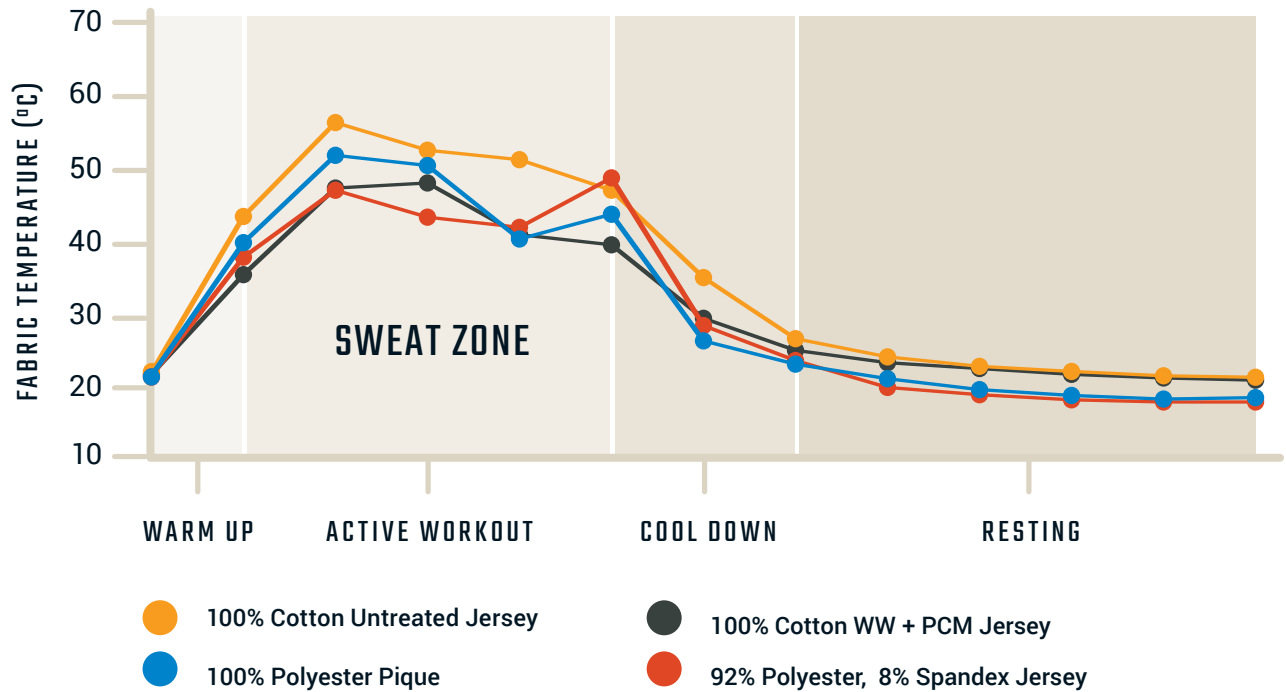 70
60
50
40
30
20
10
FABRIC TEMPERATURE (ºC)
SWEAT ZONE
WARM UP
ACTIVE WORKOUT
COOL DOWN
RESTING
100% Cotton Untreated Jersey
100% Cotton WW + PCM Jersey
100% Polyester Pique
92% Polyester, 8% Spandex Jersey